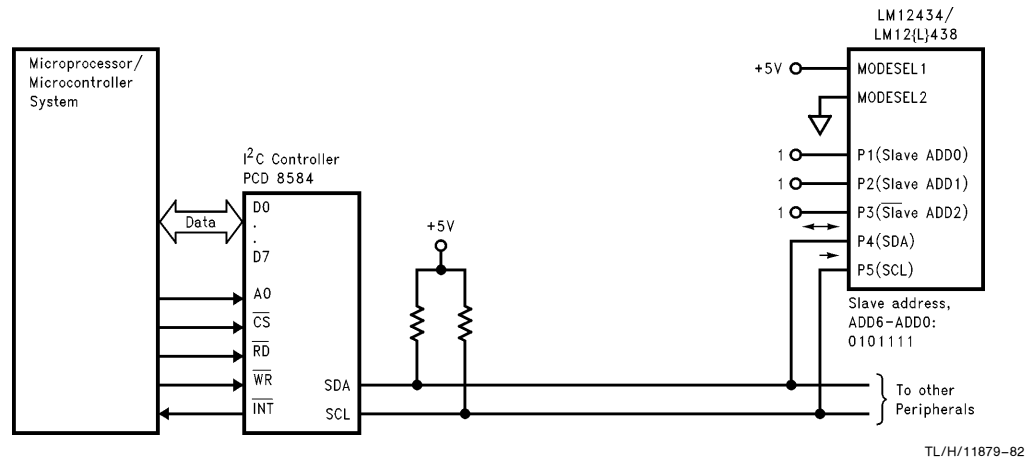 LM12434/
LM12{L}438
Microprocessor/
Microcontroller
System
+5V
MODESEL1
MODESEL2
I²C Controller
PCD 8584
1
P1(Slave ADD0)
1
P2(Slave ADD1)
1
P3(Slave ADD2)
D0
.
.
D7
Data
+5V
P4(SDA)
P5(SCL)
A0
CS
RD
WR
INT
SDA
SCL
Slave address,
ADD6–ADD0:
0101111
To other
Peripherals
TL/H/11879–82